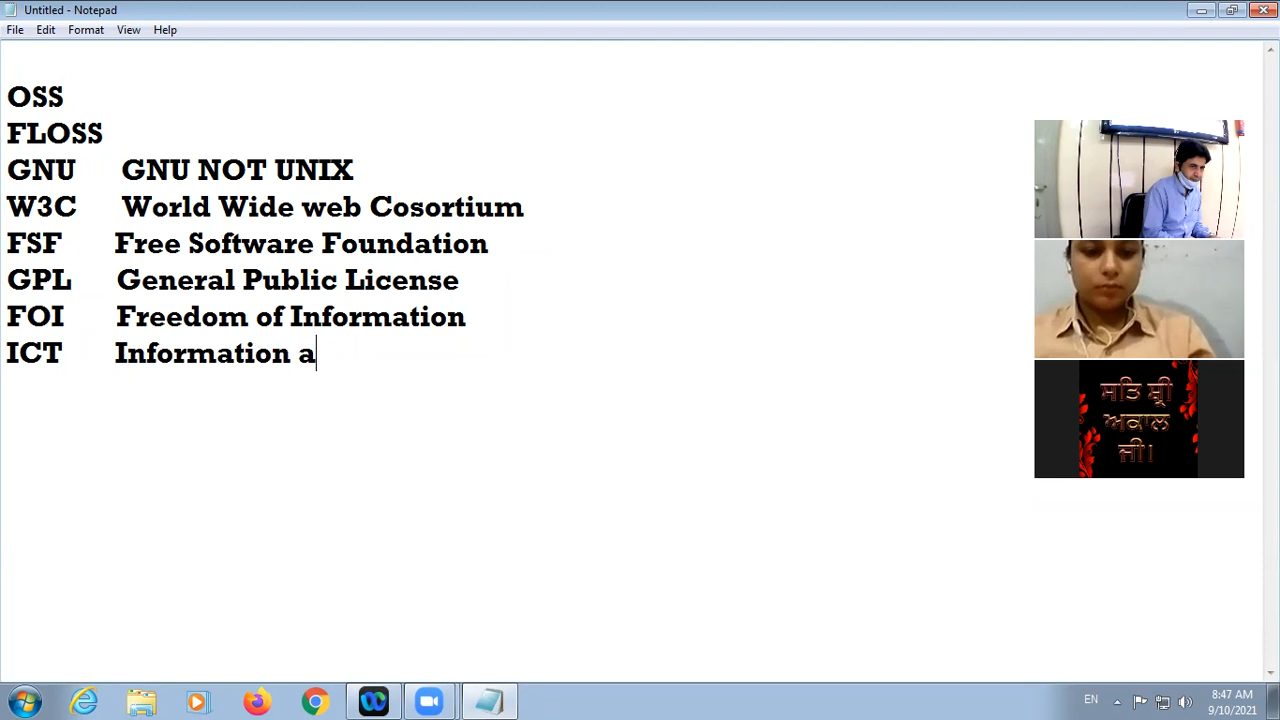 Untitled - Notepad
File Edit Format View Help
OSS
FLOSS
GNU GNU NOT UNIX
W3C World Wide web Cosortium
FSF Free Software Foundation
GPL General Public License
FOI Freedom of Information
ICT Information a
ਸਤਿ ਸ਼੍ਰੀ
ਅਕਾਲ
ਜੀ।
EN
8:47 AM
9/10/2021